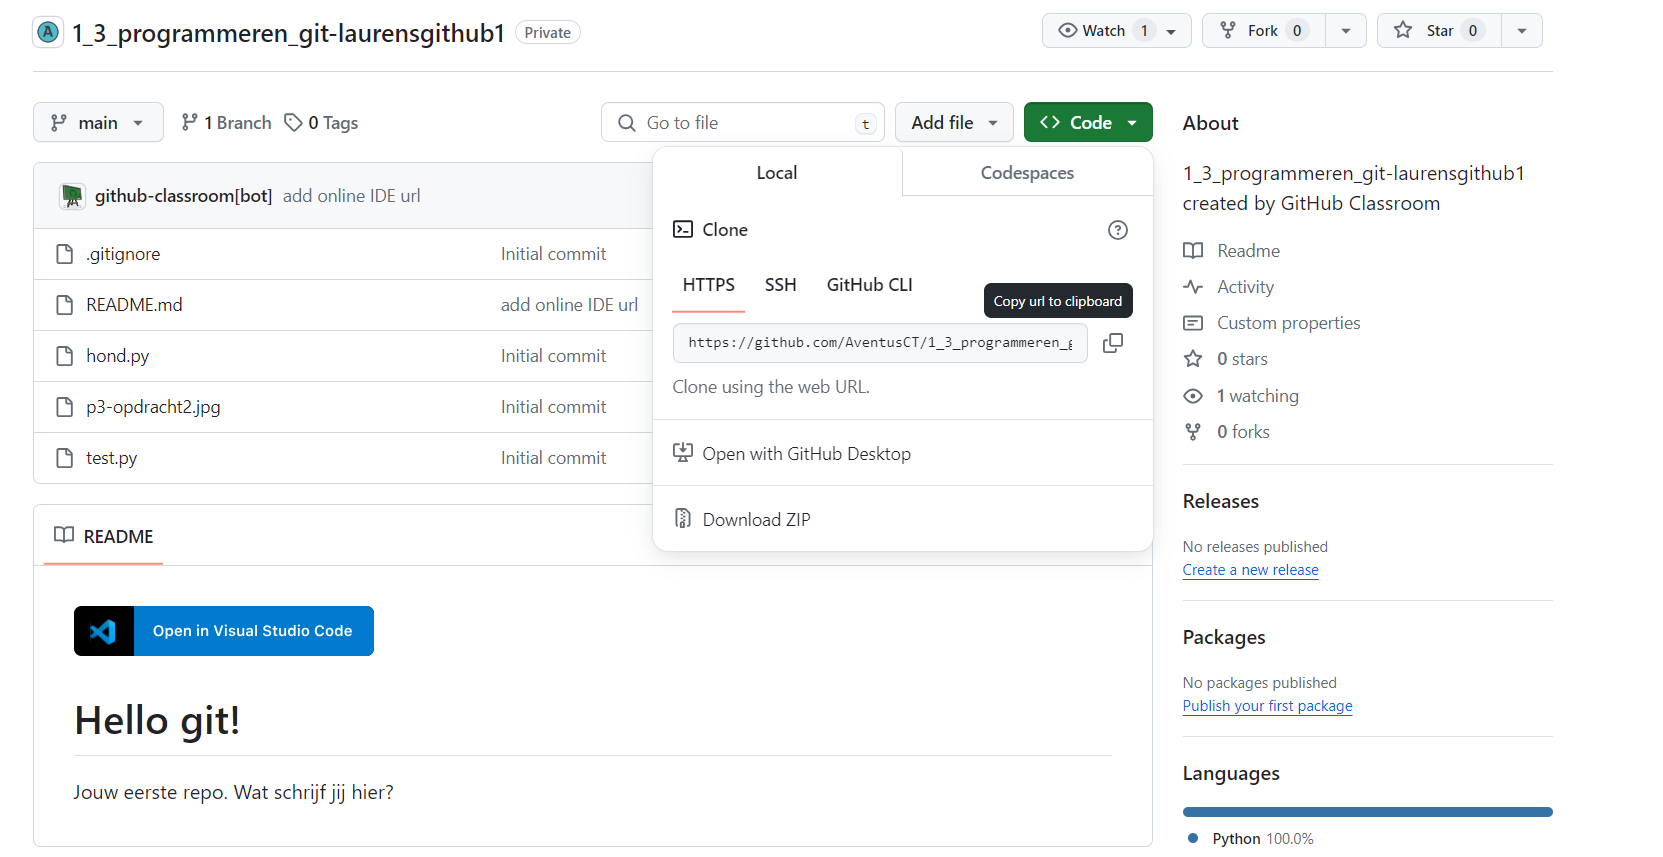 1_3_programmeren_git-laurensgithub1 Private
Watch 1
Fork 0
Star 0
main
1 Branch
0 Tags
Go to file t
Add file
Code
github-classroom[bot] add online IDE url
.gitignore Initial commit
README.md add online IDE url
hond.py Initial commit
p3-opdracht2.jpg Initial commit
test.py Initial commit
Local
Codespaces
Clone
HTTPS
SSH
GitHub CLI
Copy url to clipboard
https://github.com/AventusCT/1_3_programmeren_g
Clone using the web URL.
Open with GitHub Desktop
Download ZIP
README
Open in Visual Studio Code
Hello git!
Jouw eerste repo. Wat schrijf jij hier?
About
1_3_programmeren_git-laurensgithub1
created by GitHub Classroom
Readme
Activity
Custom properties
0 stars
1 watching
0 forks
Releases
No releases published
Create a new release
Packages
No packages published
Publish your first package
Languages
Python 100.0%